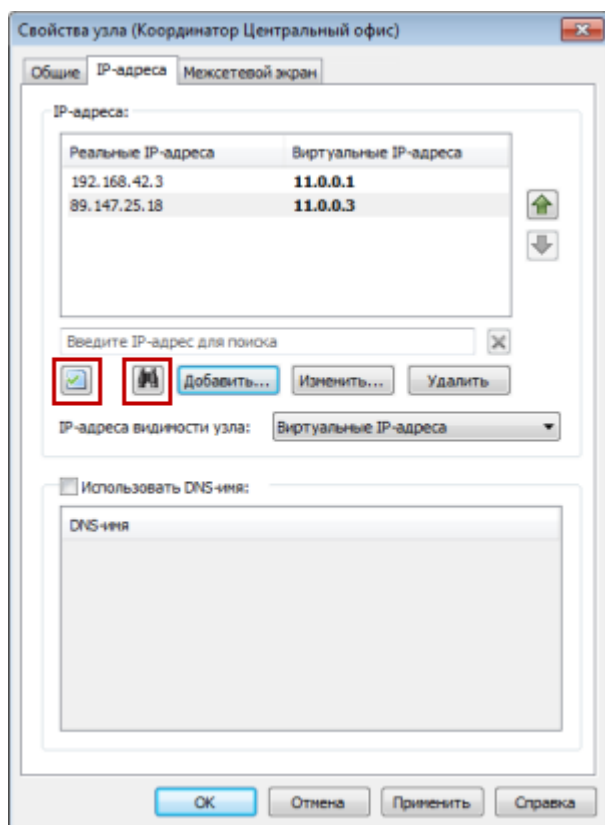 Свойства узла (Координатор Центральный офис)
Общие IP-адреса Межсетевой экран
IP-адреса:
Реальные IP-адреса Виртуальные IP-адреса
192.168.42.3 11.0.0.1
89.147.25.18 11.0.0.3
Введите IP-адрес для поиска
Добавить... Изменить... Удалить
IP-адреса видимости узла: Виртуальные IP-адреса
Использовать DNS-имя:
DNS-имя
OK Отмена Применить Справка